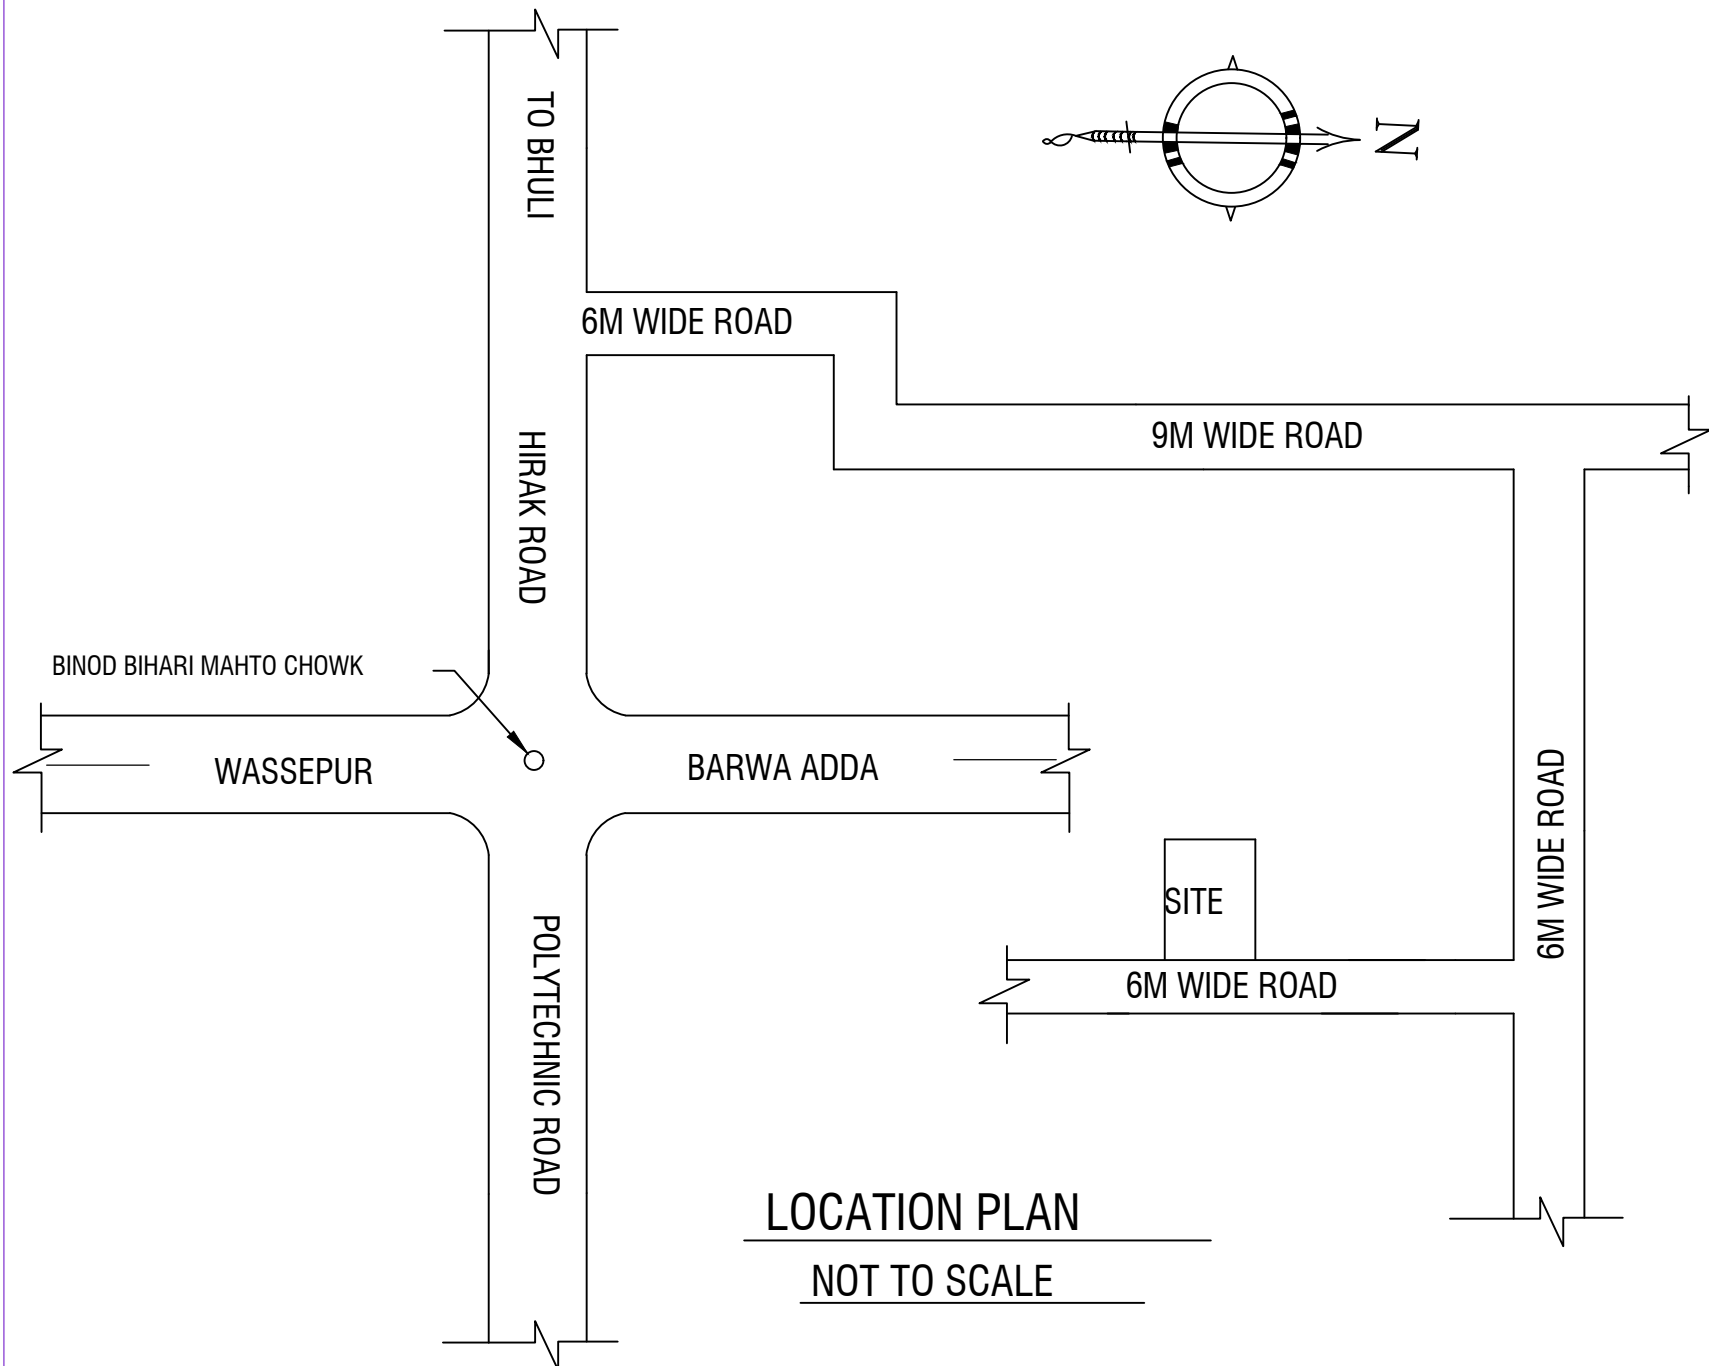 TO BHULI
N
6M WIDE ROAD
9M WIDE ROAD
HIRAK ROAD
BINOD BIHARI MAHTO CHOWK
WASSEPUR
BARWA ADDA
6M WIDE ROAD
SITE
6M WIDE ROAD
POLYTECHNIC ROAD
LOCATION PLAN
NOT TO SCALE